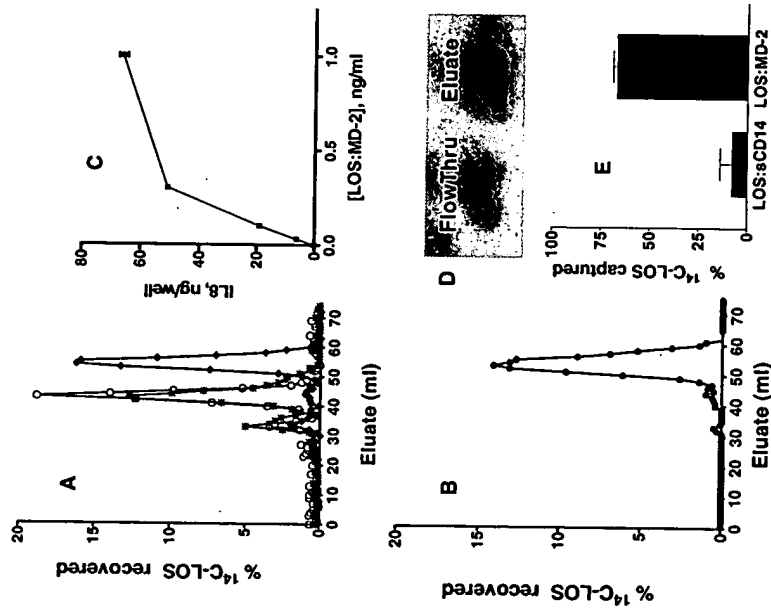 A
% ¹⁴C-LOS recovered
20
15
10
5
0
0 10 20 30 40 50 60 70
Eluate (ml)
B
% ¹⁴C-LOS recovered
20
15
10
5
0
0 10 20 30 40 50 60 70
Eluate (ml)
C
IL8, ng/well
80
60
40
20
0
0.0 0.5 1.0
[LOS:MD-2], ng/ml
D
FlowThru Eluate
E
% ¹⁴C-LOS captured
100
75
50
25
0
LOS:sCD14 LOS:MD-2